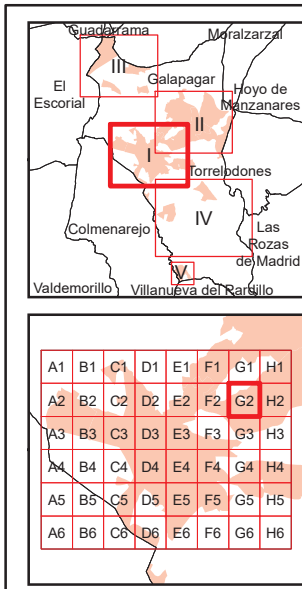 Guadarrama
Moralzarzal
III
El
Escorial
Galapagar
Hoyo de
Manzanares
II
I
Torrelodones
IV
Colmenarejo
Las
Rozas
de Madrid
V
Valdemorillo
Villanueva del Pardillo
A1 B1 C1 D1 E1 F1 G1 H1
A2 B2 C2 D2 E2 F2 G2 H2
A3 B3 C3 D3 E3 F3 G3 H3
A4 B4 C4 D4 E4 F4 G4 H4
A5 B5 C5 D5 E5 F5 G5 H5
A6 B6 C6 D6 E6 F6 G6 H6